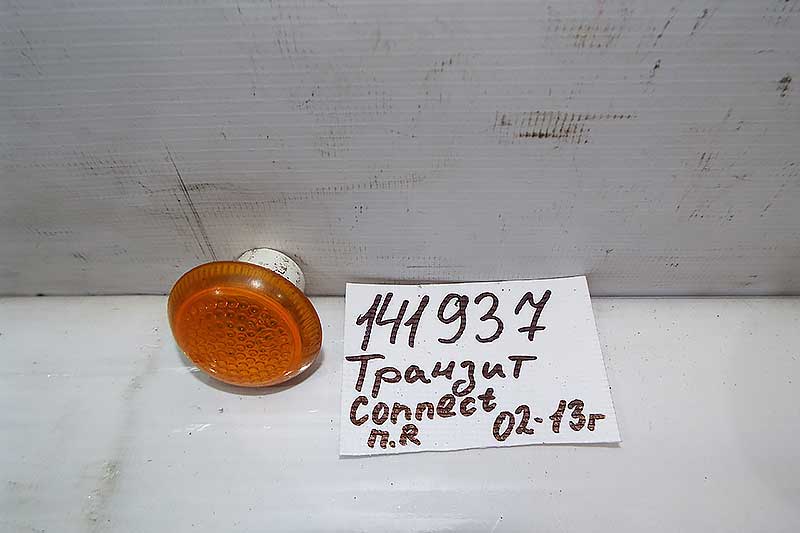 141937
Транзит
Connect
п.R 02-13г